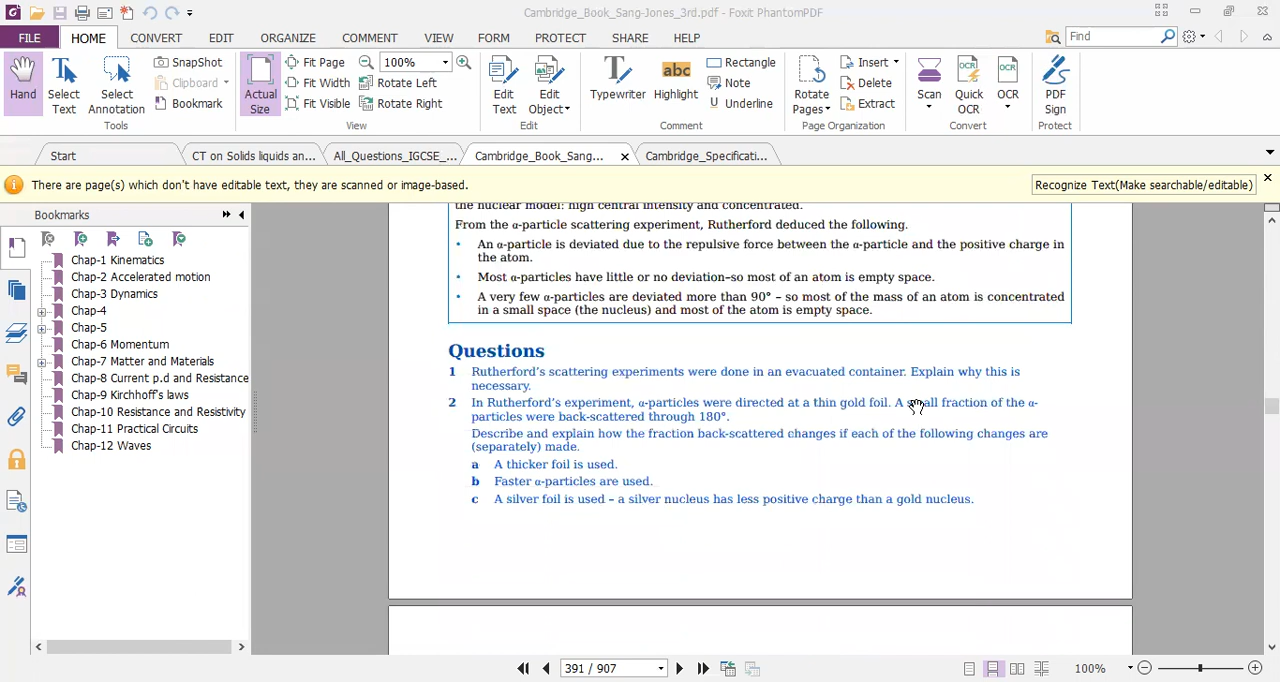 Cambridge_Book_Sang-Jones_3rd.pdf - Foxit PhantomPDF
FILE HOME CONVERT EDIT ORGANIZE COMMENT VIEW FORM PROTECT SHARE HELP Find
Hand
Select Text
Select Annotation
SnapShot
Clipboard
Bookmark
Tools
Actual Size
Fit Page
Fit Width
Fit Visible
100%
Rotate Left
Rotate Right
View
Edit Text
Edit Object
Edit
Typewriter
abc
Highlight
Rectangle
Note
Underline
Comment
Rotate Pages
Insert
Delete
Extract
Page Organization
Scan
OCR
Quick OCR
OCR
OCR
Convert
PDF Sign
Protect
Start
CT on Solids liquids an...
All_Questions_IGCSE_...
Cambridge_Book_Sang...
Cambridge_Specificati...
There are page(s) which don't have editable text, they are scanned or image-based.
Recognize Text(Make searchable/editable)
Bookmarks
Chap-1 Kinematics
Chap-2 Accelerated motion
Chap-3 Dynamics
Chap-4
Chap-5
Chap-6 Momentum
Chap-7 Matter and Materials
Chap-8 Current p.d and Resistance
Chap-9 Kirchhoff's laws
Chap-10 Resistance and Resistivity
Chap-11 Practical Circuits
Chap-12 Waves
the nuclear model: high central intensity and concentrated.
From the α-particle scattering experiment, Rutherford deduced the following.
• An α-particle is deviated due to the repulsive force between the α-particle and the positive charge in
the atom.
• Most α-particles have little or no deviation–so most of an atom is empty space.
• A very few α-particles are deviated more than 90° – so most of the mass of an atom is concentrated
in a small space (the nucleus) and most of the atom is empty space.
Questions
1 Rutherford's scattering experiments were done in an evacuated container. Explain why this is
necessary.
2 In Rutherford's experiment, α-particles were directed at a thin gold foil. A small fraction of the α-
particles were back-scattered through 180°.
Describe and explain how the fraction back-scattered changes if each of the following changes are
(separately) made.
a A thicker foil is used.
b Faster α-particles are used.
c A silver foil is used – a silver nucleus has less positive charge than a gold nucleus.
391 / 907
100%